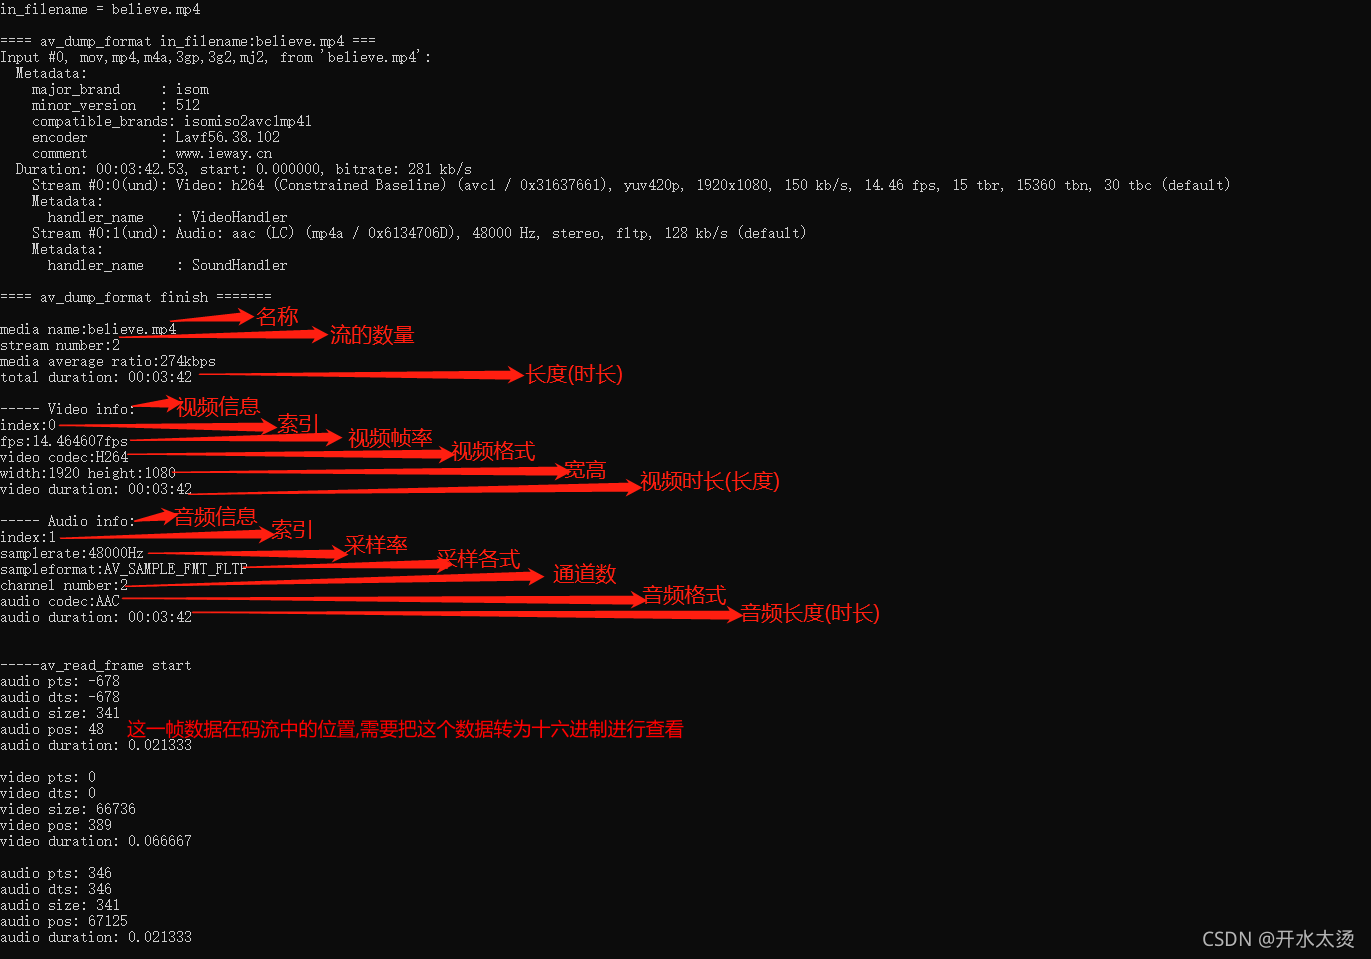 in_filename = believe.mp4
==== av_dump_format in_filename:believe.mp4 ===
Input #0, mov,mp4,m4a,3gp,3g2,mj2, from 'believe.mp4':
Metadata:
major_brand : isom
minor_version : 512
compatible_brands: isomiso2avc1mp41
encoder : Lavf56.38.102
comment : www.ieway.cn
Duration: 00:03:42.53, start: 0.000000, bitrate: 281 kb/s
Stream #0:0(und): Video: h264 (Constrained Baseline) (avc1 / 0x31637661), yuv420p, 1920x1080, 150 kb/s, 14.46 fps, 15 tbr, 15360 tbn, 30 tbc (default)
Metadata:
handler_name : VideoHandler
Stream #0:1(und): Audio: aac (LC) (mp4a / 0x6134706D), 48000 Hz, stereo, fltp, 128 kb/s (default)
Metadata:
handler_name : SoundHandler
==== av_dump_format finish =======
media name:believe.mp4 名称
stream number:2 流的数量
media average ratio:274kbps
total duration: 00:03:42 长度(时长)
----- Video info: 视频信息
index:0 索引
fps:14.464607fps 视频帧率
video codec:H264 视频格式
width:1920 height:1080 宽高
video duration: 00:03:42 视频时长(长度)
----- Audio info: 音频信息
index:1 索引
samplerate:48000Hz 采样率
sampleformat:AV_SAMPLE_FMT_FLTP 采样各式
channel number:2 通道数
audio codec:AAC 音频格式
audio duration: 00:03:42 音频长度(时长)
-----av_read_frame start
audio pts: -678
audio dts: -678
audio size: 341
audio pos: 48 这一帧数据在码流中的位置,需要把这个数据转为十六进制进行查看
audio duration: 0.021333
video pts: 0
video dts: 0
video size: 66736
video pos: 389
video duration: 0.066667
audio pts: 346
audio dts: 346
audio size: 341
audio pos: 67125
audio duration: 0.021333
CSDN @开水太烫